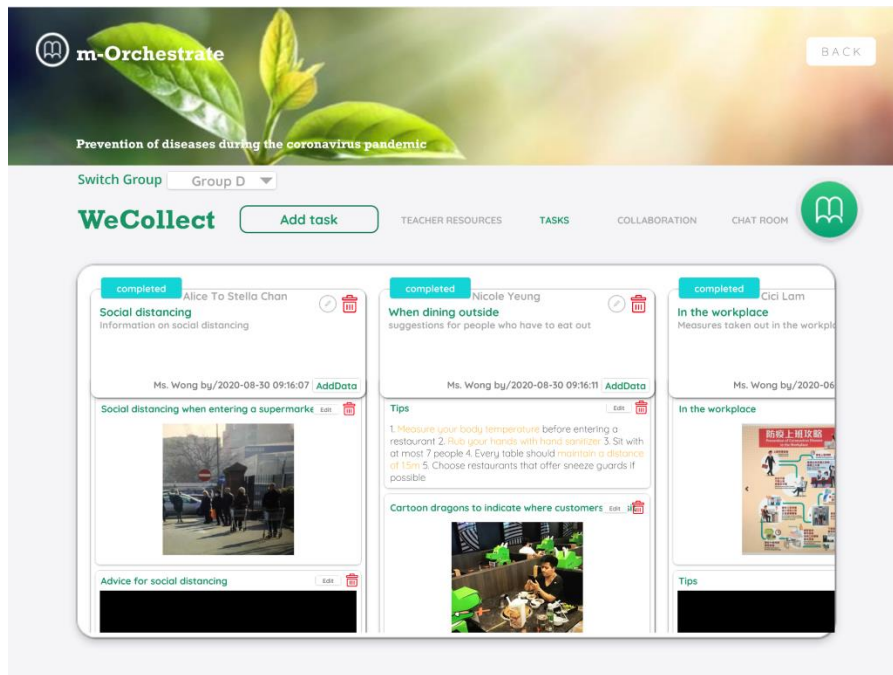 m-Orchestrate
BACK
Prevention of diseases during the coronavirus pandemic
Switch Group
Group D
WeCollect
Add task
TEACHER RESOURCES
TASKS
COLLABORATION
CHAT ROOM
completed
Alice To Stella Chan
Social distancing
Information on social distancing
Ms. Wong by/2020-08-30 09:16:07
AddData
Social distancing when entering a supermarke
Edit
Advice for social distancing
Edit
completed
Nicole Yeung
When dining outside
suggestions for people who have to eat out
Ms. Wong by/2020-08-30 09:16:11
AddData
Tips
Edit
1. Measure your body temperature before entering a
restaurant 2. Rub your hands with hand sanitizer 3. Sit with
at most 7 people 4. Every table should maintain a distance
of 1.5m 5. Choose restaurants that offer sneeze guards if
possible
Cartoon dragons to indicate where customers
Edit
completed
Cici Lam
In the workplace
Measures taken out in the workpl
Ms. Wong by/2020-06
In the workplace
防疫上班攻略
Tips